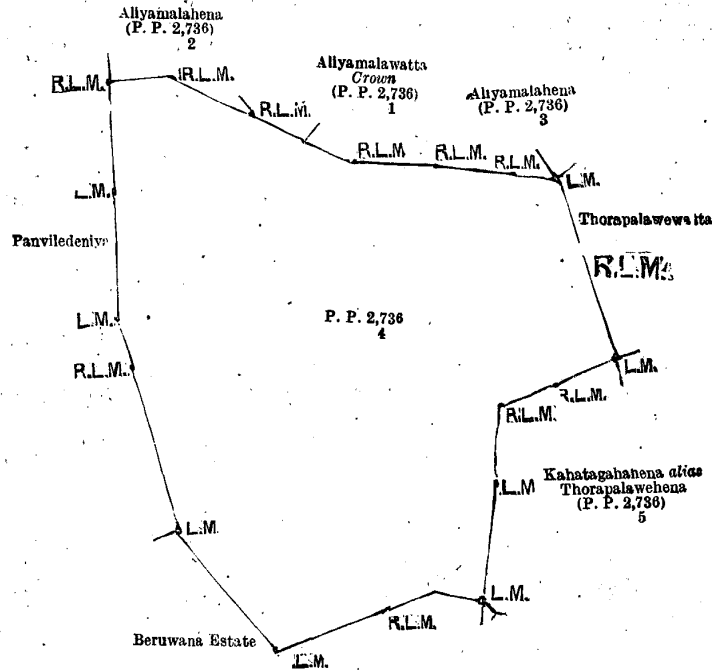 Aliyamalahena
(P. P. 2,736)
2
Aliyamalawatta
Crown
(P. P. 2,736)
1
Aliyamalahena
(P. P. 2,736)
3
R.L.M.
R.L.M.
R.L.M.
R.L.M
R.L.M.
R.L.M.
L.M.
L.M.
Thorapalawewatta
Panviledeniya
R.L.M.
L.M.
P. P. 2,736
4
R.L.M.
L.M.
R.L.M.
R.L.M.
L.M
Kahatagahahena alias
Thorapalawehena
(P. P. 2,736)
5
L.M.
L.M.
R.L.M.
Beruwana Estate
L.M.